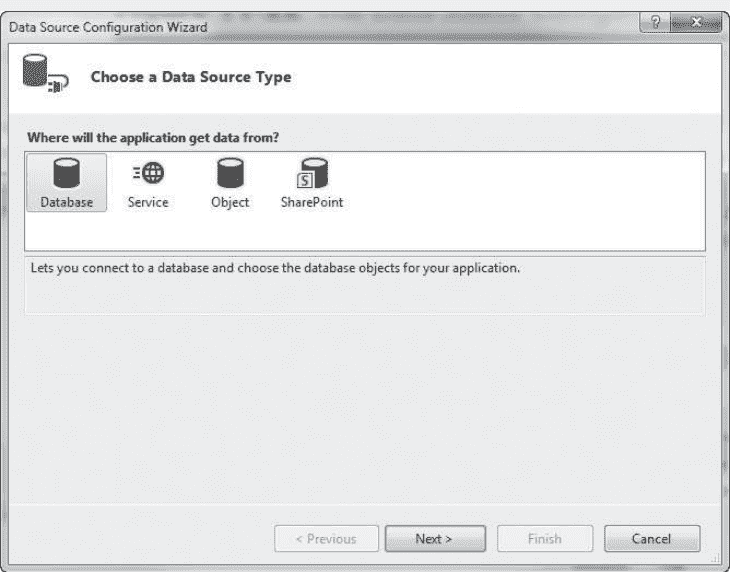 Data Source Configuration Wizard
Choose a Data Source Type
Where will the application get data from?
Database Service Object SharePoint
Lets you connect to a database and choose the database objects for your application.
< Previous Next > Finish Cancel